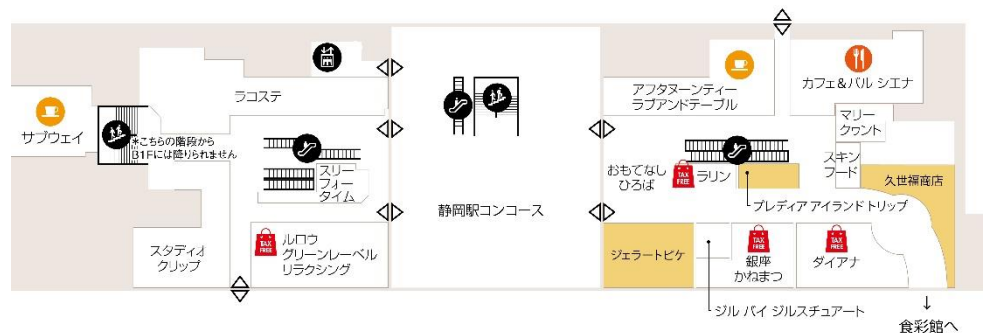 ラコステ
アフタヌーンティー
ラブアンドテーブル
カフェ&バル シエナ
サブウェイ
*こちらの階段から
B1Fには降りられません
マリー
クヮント
スリー
フォー
タイム
おもてなし
ひろば
TAX
FREE
ラリン
スキン
フード
久世福商店
プレディア アイランド トリップ
静岡駅コンコース
スタディオ
クリップ
TAX
FREE
ルロウ
グリーンレーベル
リラクシング
ジェラートピケ
TAX
FREE
銀座
かねまつ
TAX
FREE
ダイアナ
ジル バイ ジルスチュアート
↓
食彩館へ